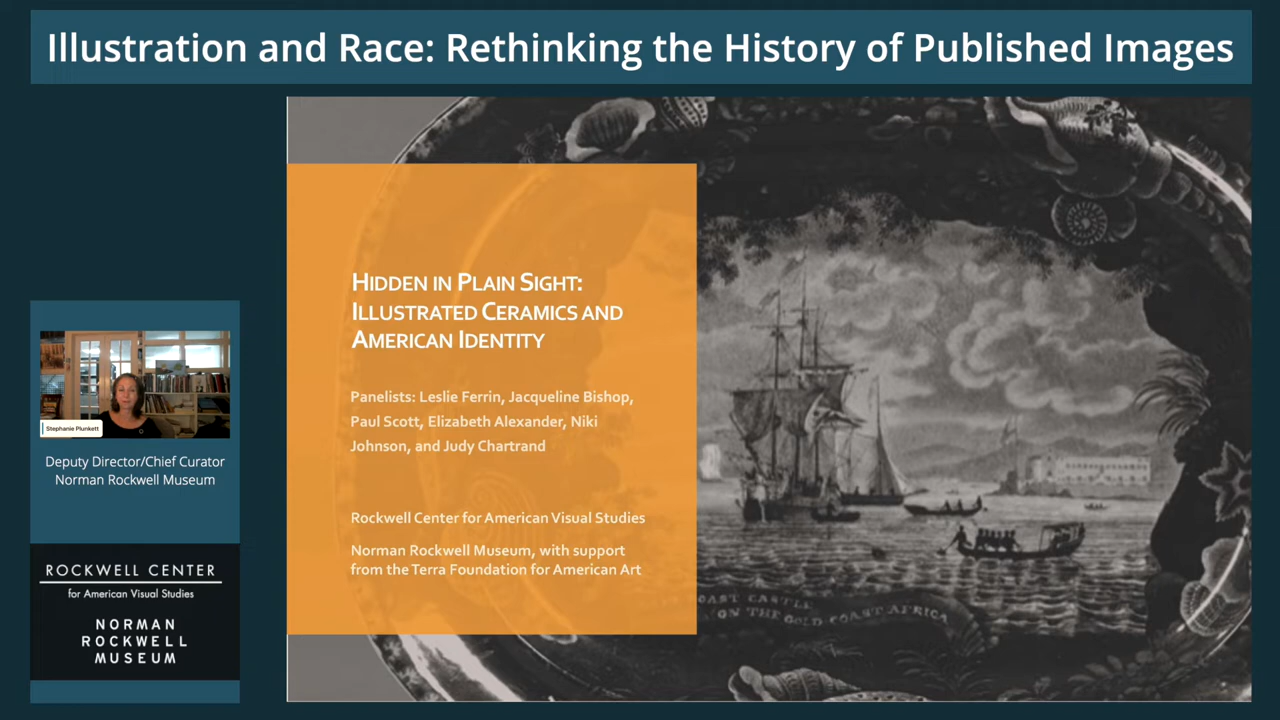 Illustration and Race: Rethinking the History of Published Images
HIDDEN IN PLAIN SIGHT:
ILLUSTRATED CERAMICS AND
AMERICAN IDENTITY
Panelists: Leslie Ferrin, Jacqueline Bishop,
Paul Scott, Elizabeth Alexander, Niki
Johnson, and Judy Chartrand
Rockwell Center for American Visual Studies
Norman Rockwell Museum, with support
from the Terra Foundation for American Art
COAST CASTLE
ON THE GOLD COAST AFRICA
Stephanie Plunkett
Deputy Director/Chief Curator
Norman Rockwell Museum
ROCKWELL CENTER
for American Visual Studies
NORMAN
ROCKWELL
MUSEUM